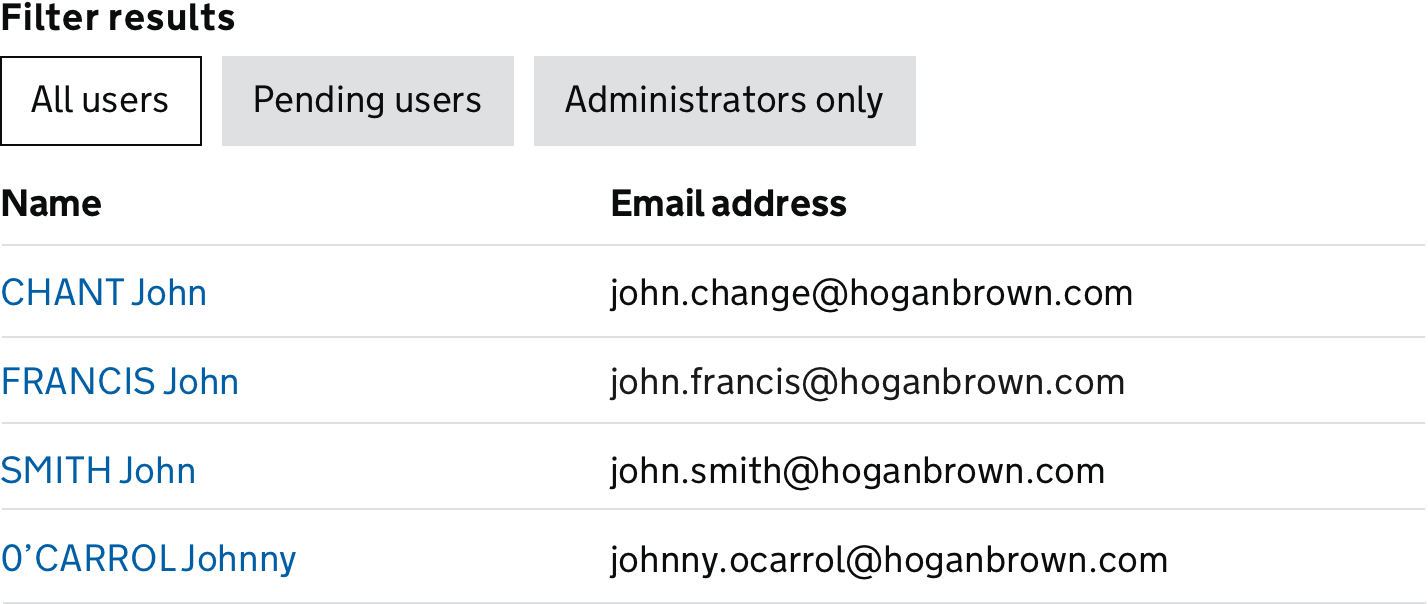 Filter results
All users Pending users Administrators only
Name Email address
CHANT John john.change@hoganbrown.com
FRANCIS John john.francis@hoganbrown.com
SMITH John john.smith@hoganbrown.com
0’CARROL Johnny johnny.ocarrol@hoganbrown.com